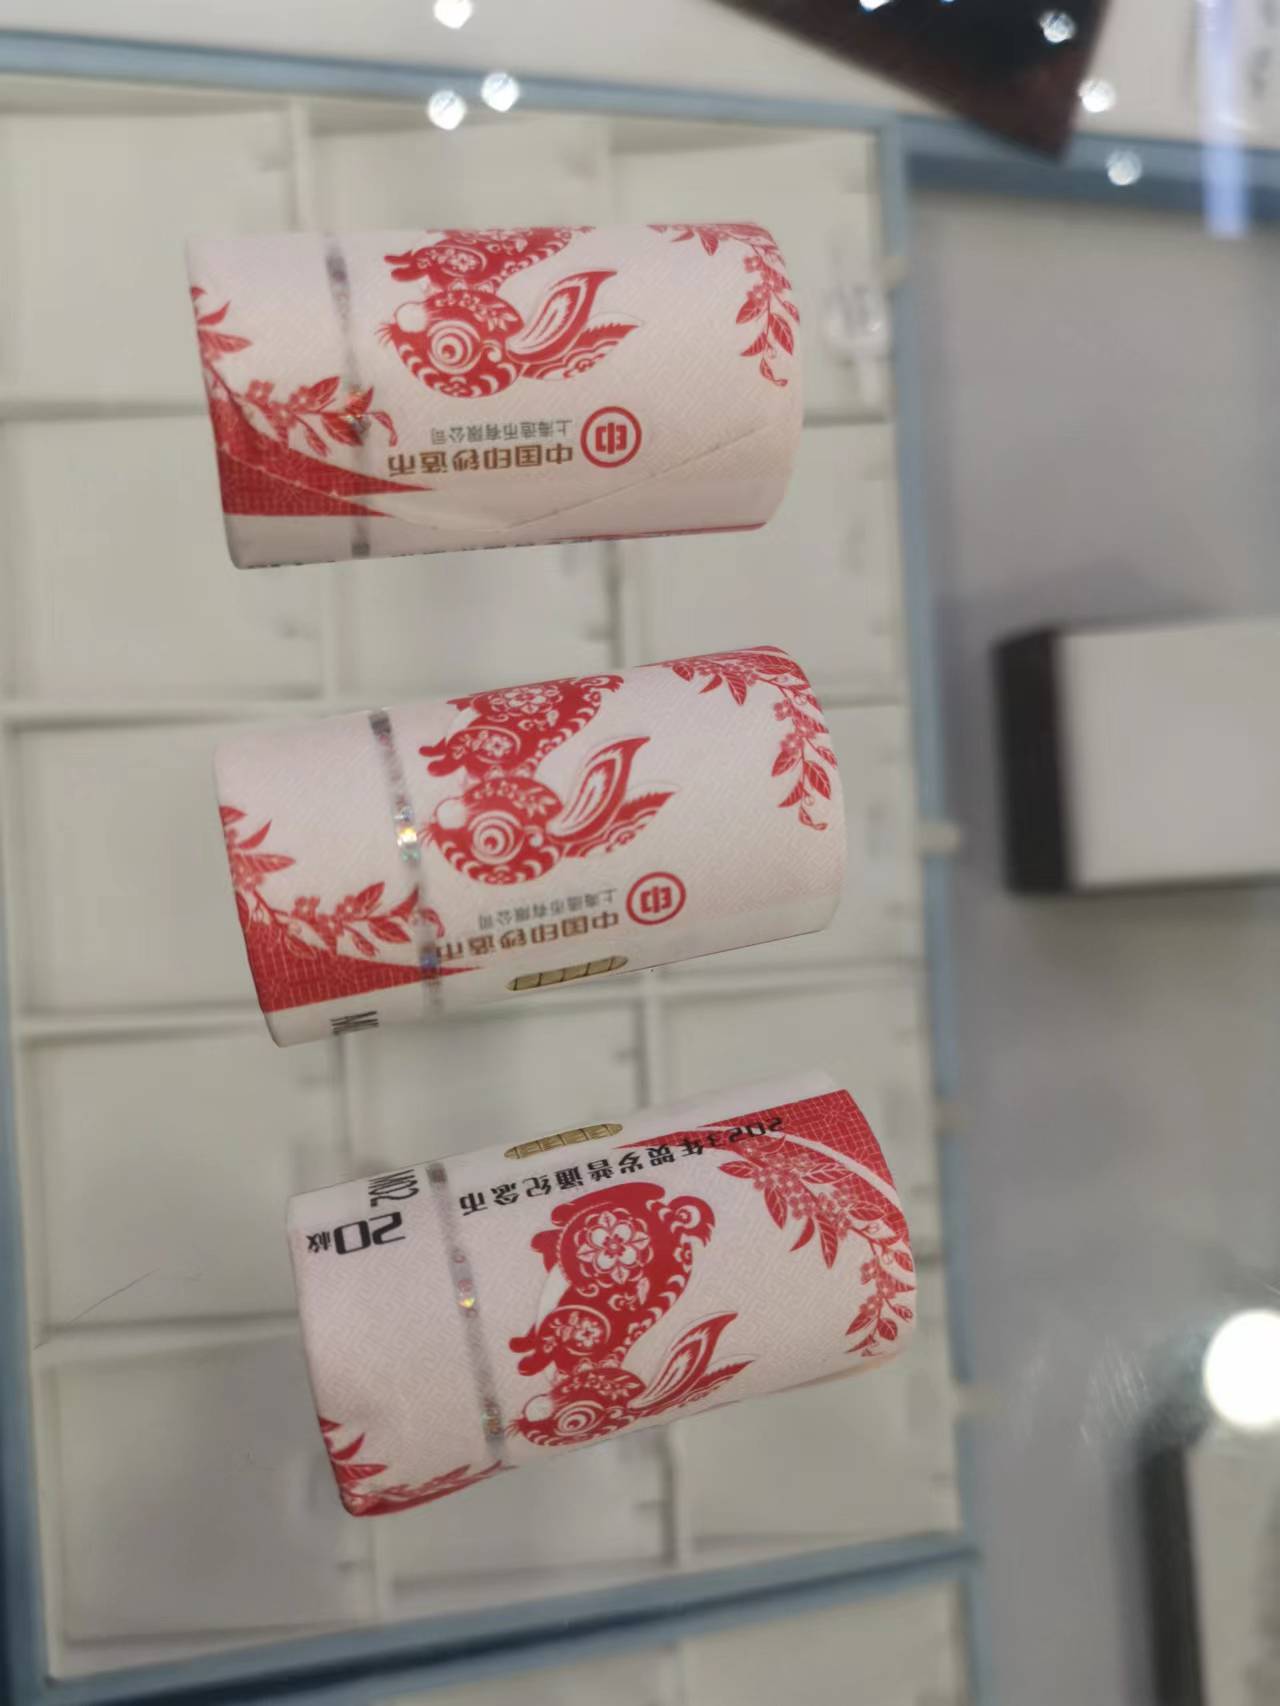 中国印钞造币
上海造币有限公司
中国印钞造币
上海造币有限公司
2023年贺岁普通纪念币
20枚